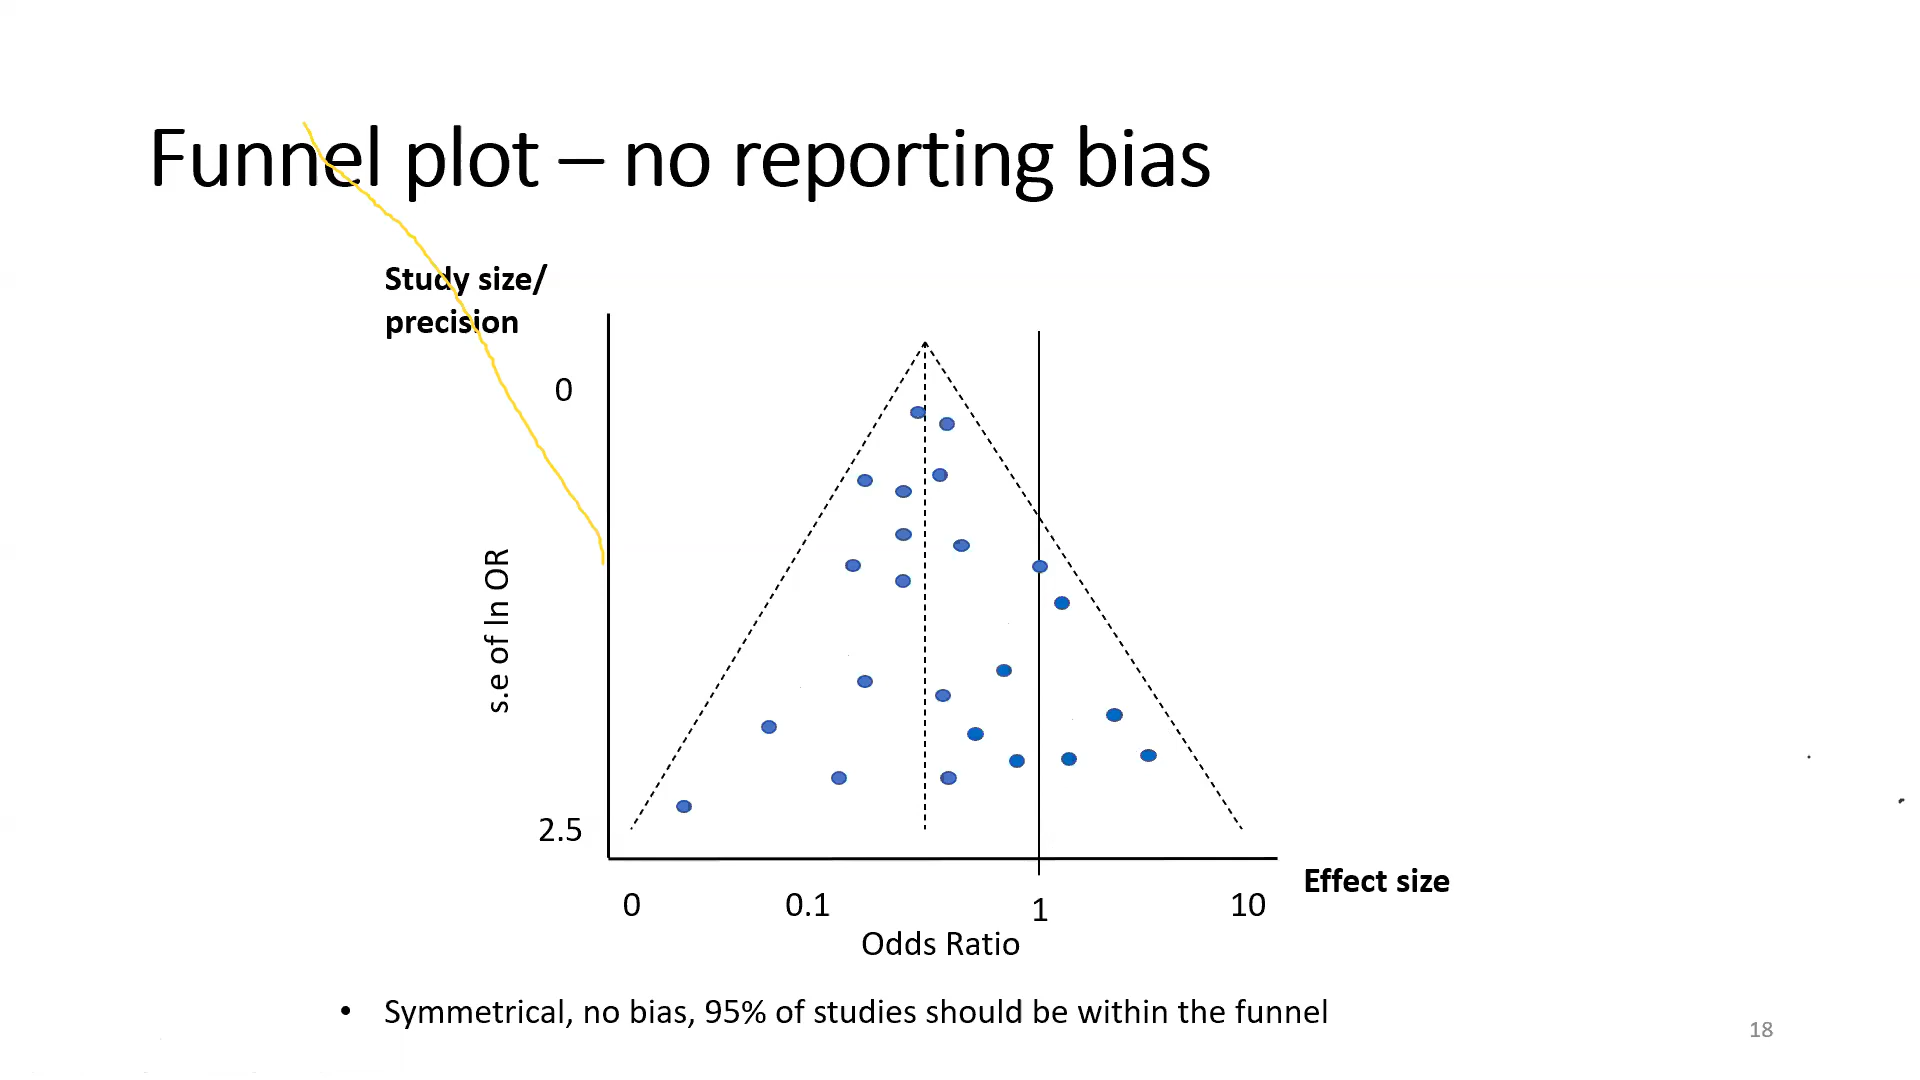 Funnel plot – no reporting bias
Study size/
precision
0
s.e of ln OR
2.5
0 0.1 1 10
Effect size
Odds Ratio
• Symmetrical, no bias, 95% of studies should be within the funnel
18